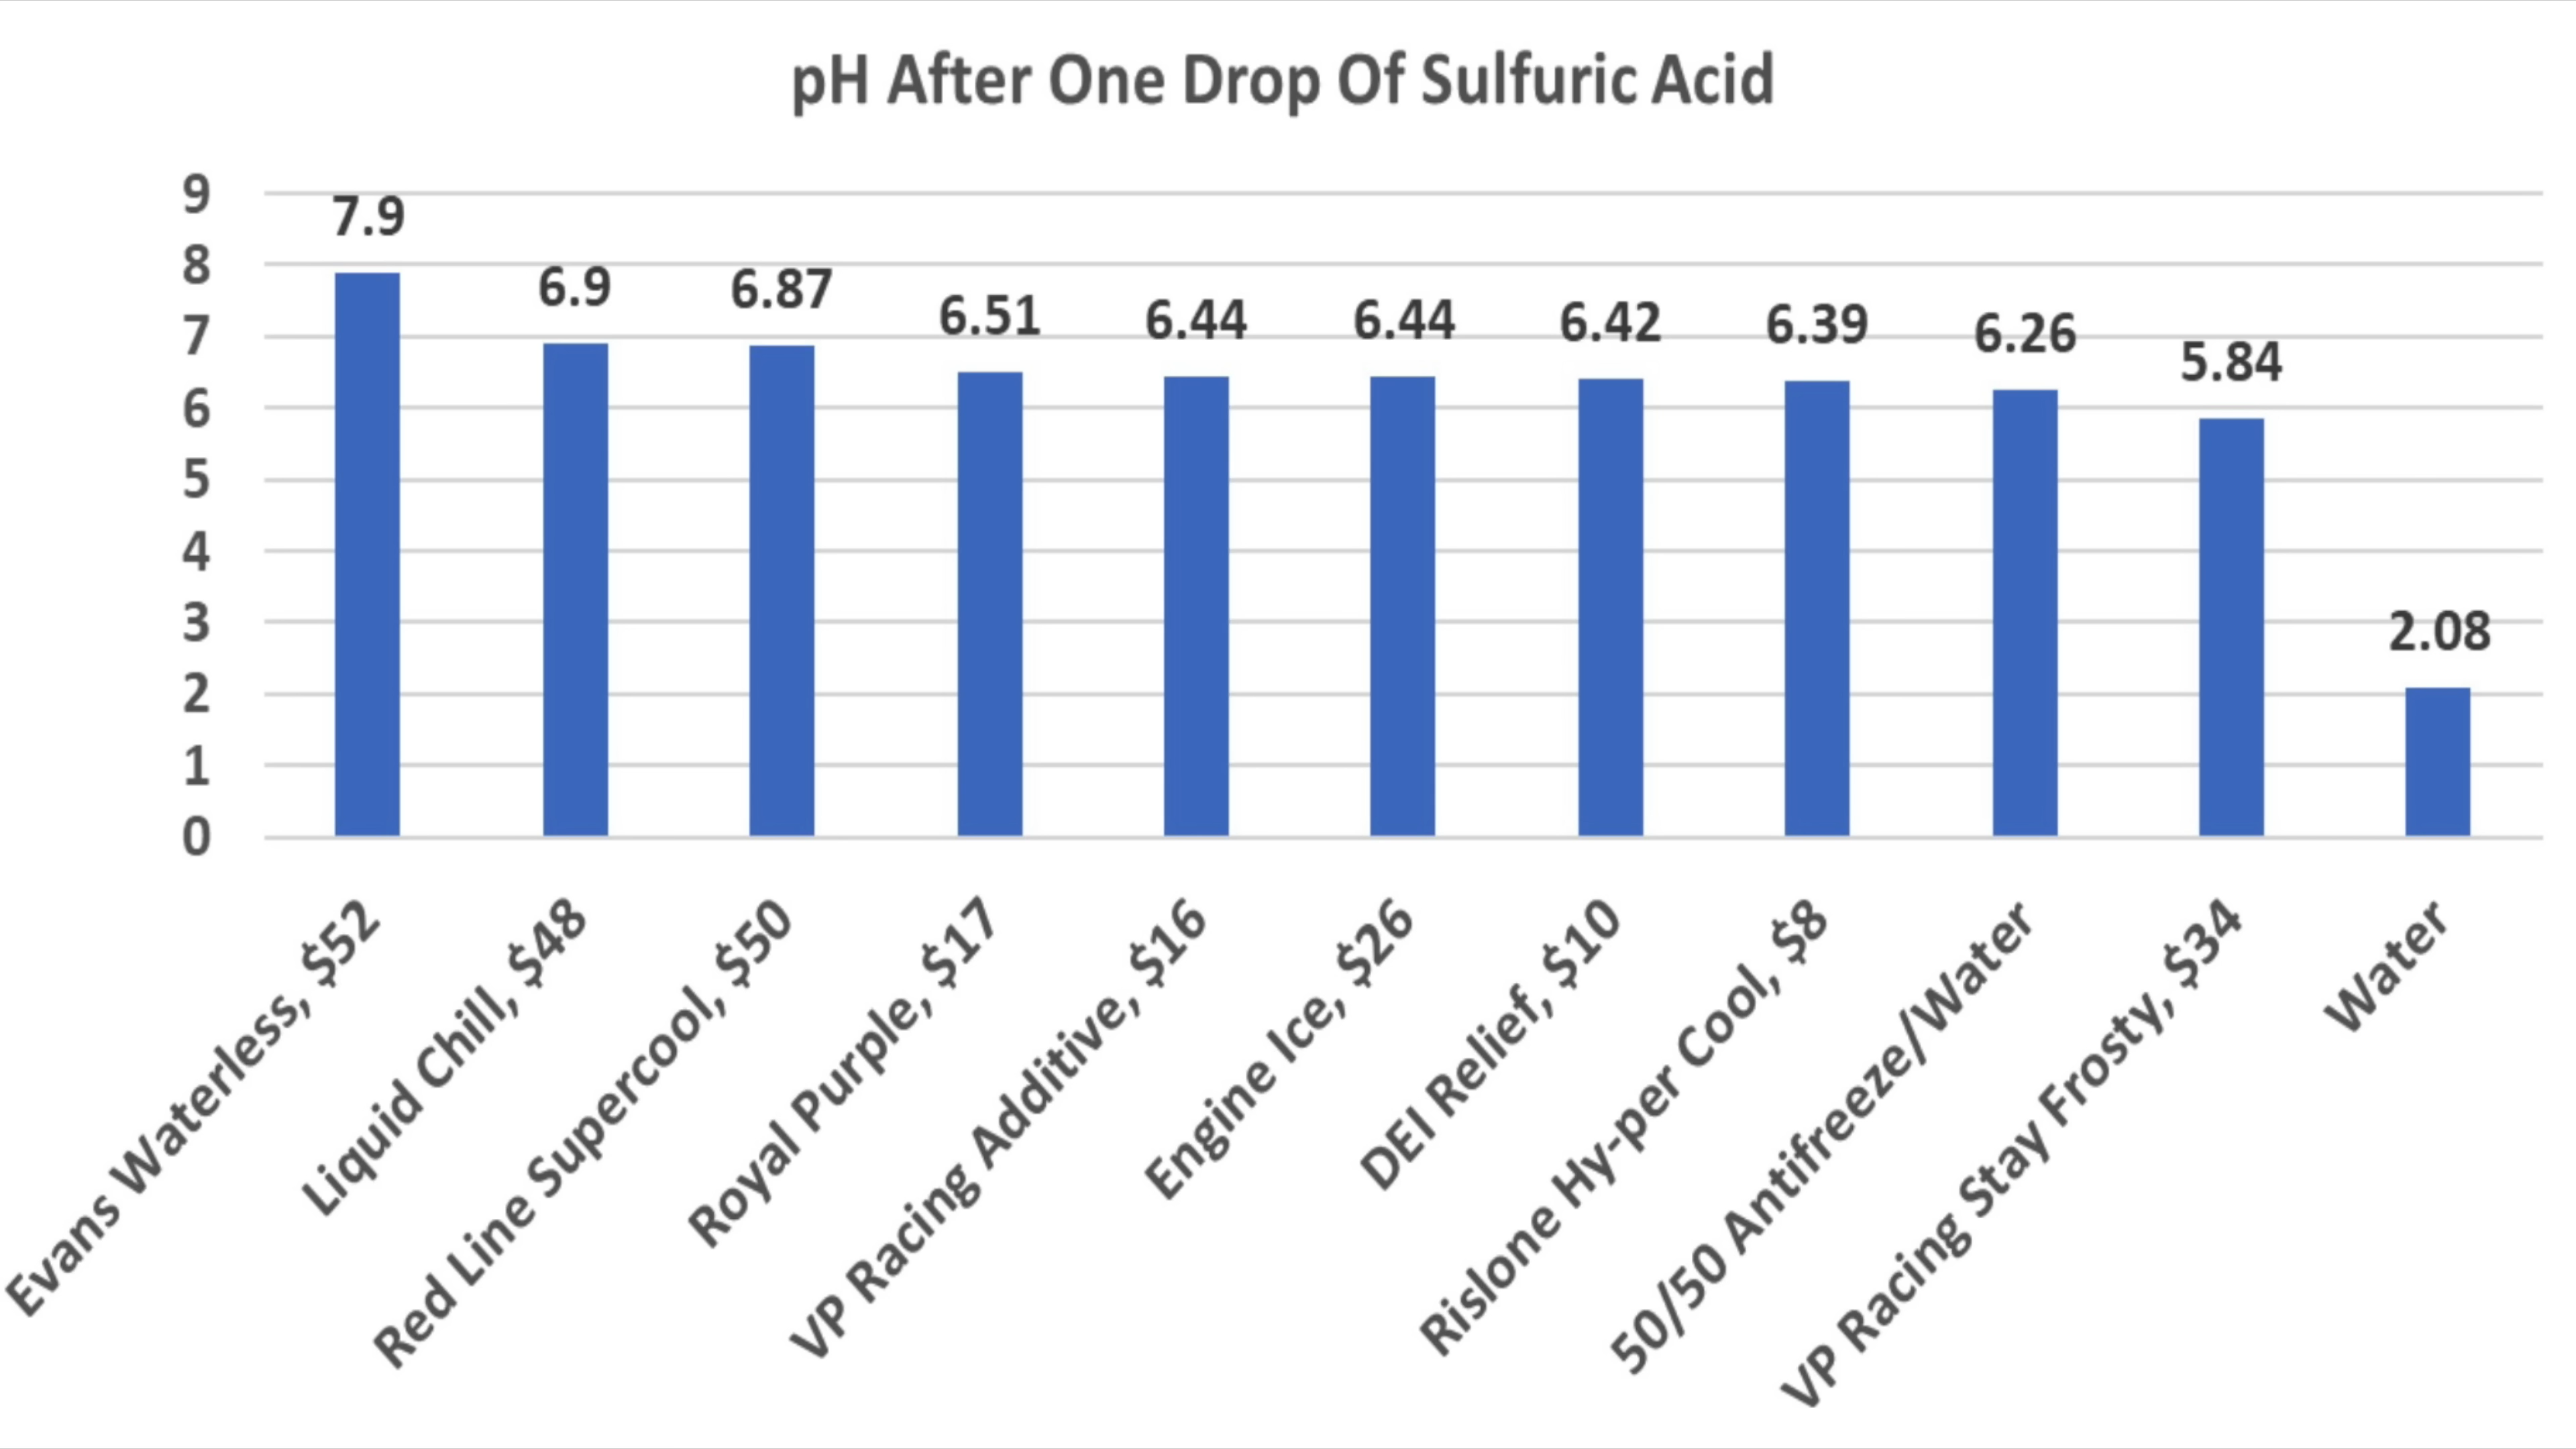 pH After One Drop Of Sulfuric Acid
9
8
7
6
5
4
3
2
1
0
7.9
6.9
6.87
6.51
6.44
6.44
6.42
6.39
6.26
5.84
2.08
Evans Waterless, $52
Liquid Chill, $48
Red Line Supercool, $50
Royal Purple, $17
VP Racing Additive, $16
Engine Ice, $26
DEI Relief, $10
Rislone Hy-per Cool, $8
50/50 Antifreeze/Water
VP Racing Stay Frosty, $34
Water